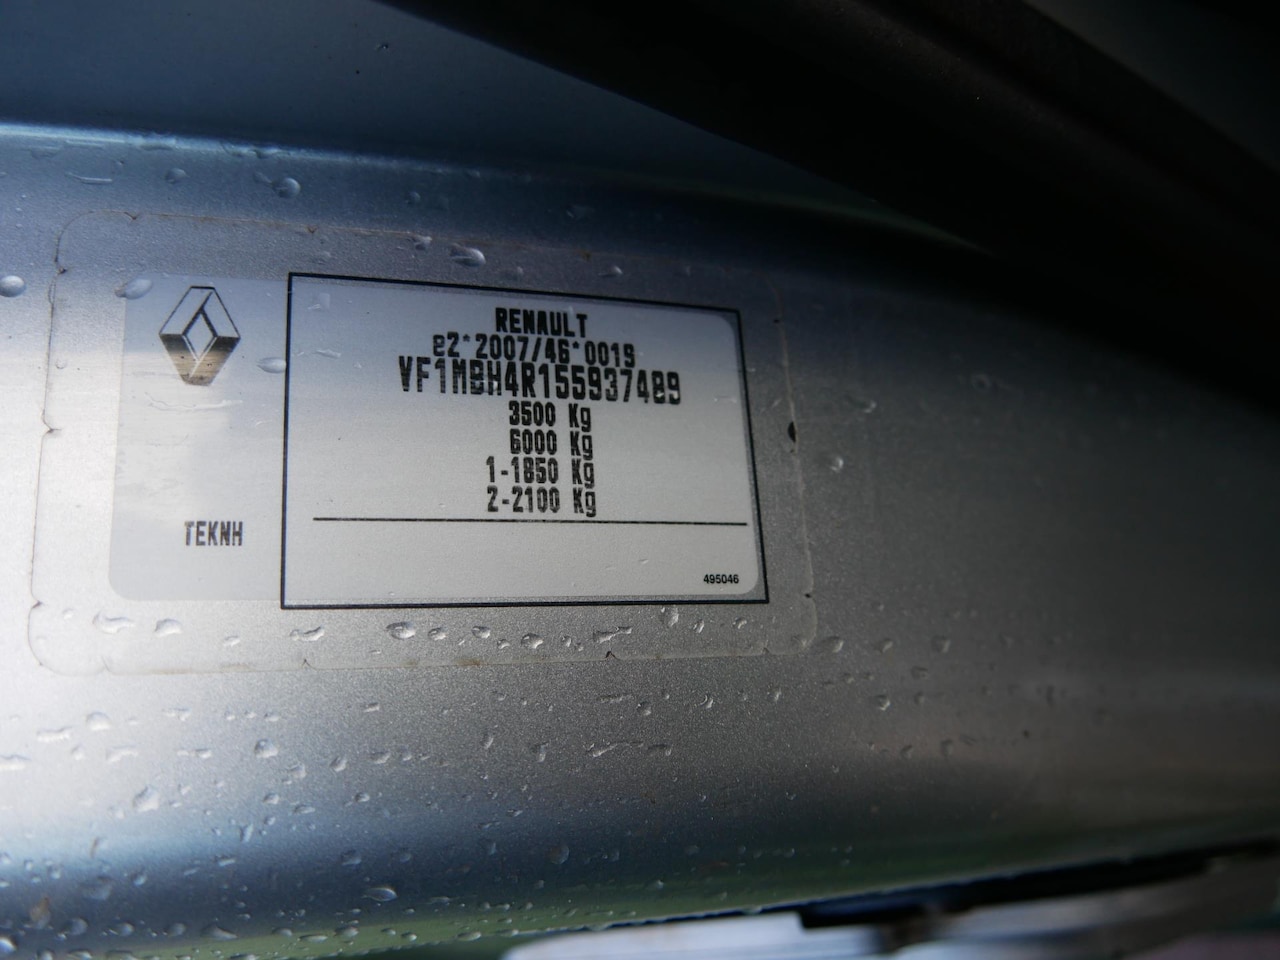 RENAULT
e2*2007/46*0019
VF1MBH4R155937489
3500 Kg
6000 Kg
1-1850 Kg
2-2100 Kg
TEKNH
495046